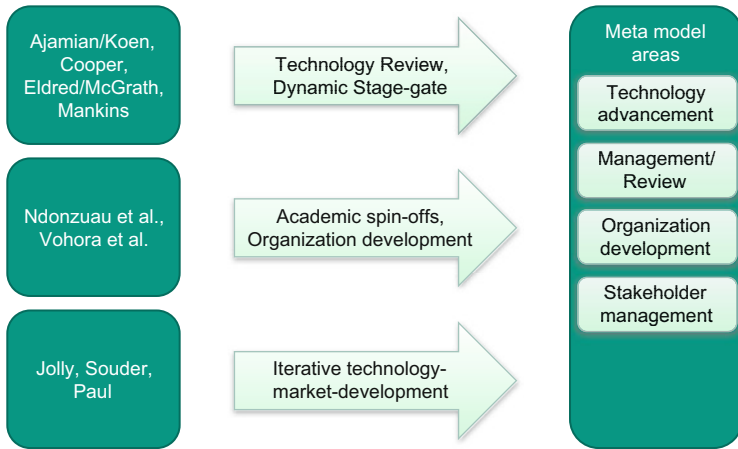 Ajamian/Koen,
Cooper,
Eldred/McGrath,
Mankins
Technology Review,
Dynamic Stage-gate
Ndonzuau et al.,
Vohora et al.
Academic spin-offs,
Organization development
Jolly, Souder,
Paul
Iterative technology-
market-development
Meta model
areas
Technology
advancement
Management/
Review
Organization
development
Stakeholder
management